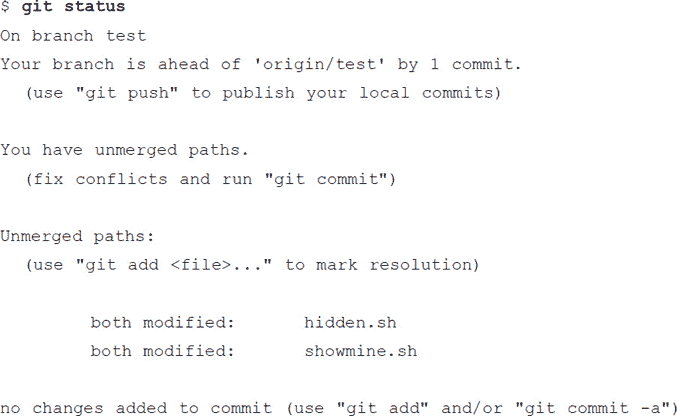 $ git status
On branch test
Your branch is ahead of 'origin/test' by 1 commit.
(use "git push" to publish your local commits)
You have unmerged paths.
(fix conflicts and run "git commit")
Unmerged paths:
(use "git add <file>..." to mark resolution)
both modified: hidden.sh
both modified: showmine.sh
no changes added to commit (use "git add" and/or "git commit -a")